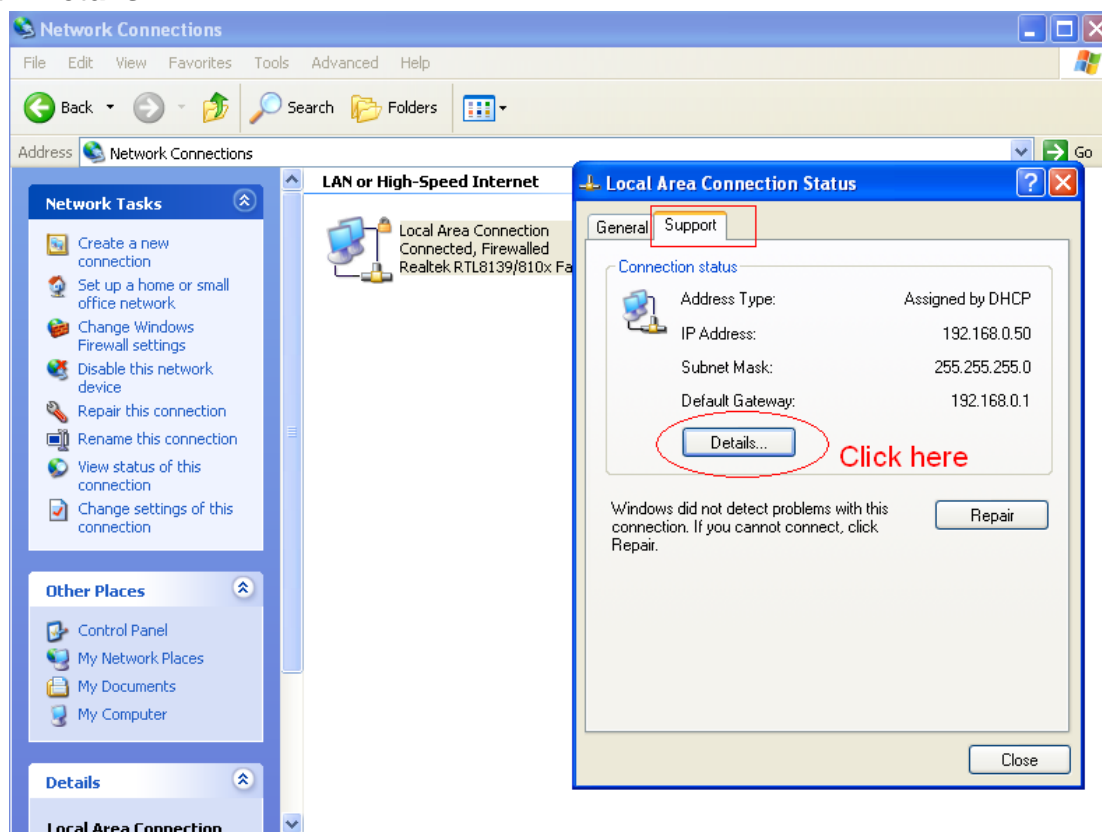 Network Connections
File Edit View Favorites Tools Advanced Help
Back Search Folders
Address Network Connections Go
Network Tasks
Create a new
connection
Set up a home or small
office network
Change Windows
Firewall settings
Disable this network
device
Repair this connection
Rename this connection
View status of this
connection
Change settings of this
connection
Other Places
Control Panel
My Network Places
My Documents
My Computer
Details
Local Area Connection
LAN or High-Speed Internet
Local Area Connection
Connected, Firewalled
Realtek RTL8139/810x Fa
Local Area Connection Status
General Support
Connection status
Address Type: Assigned by DHCP
IP Address: 192.168.0.50
Subnet Mask: 255.255.255.0
Default Gateway: 192.168.0.1
Details...
Click here
Windows did not detect problems with this
connection. If you cannot connect, click
Repair.
Repair
Close